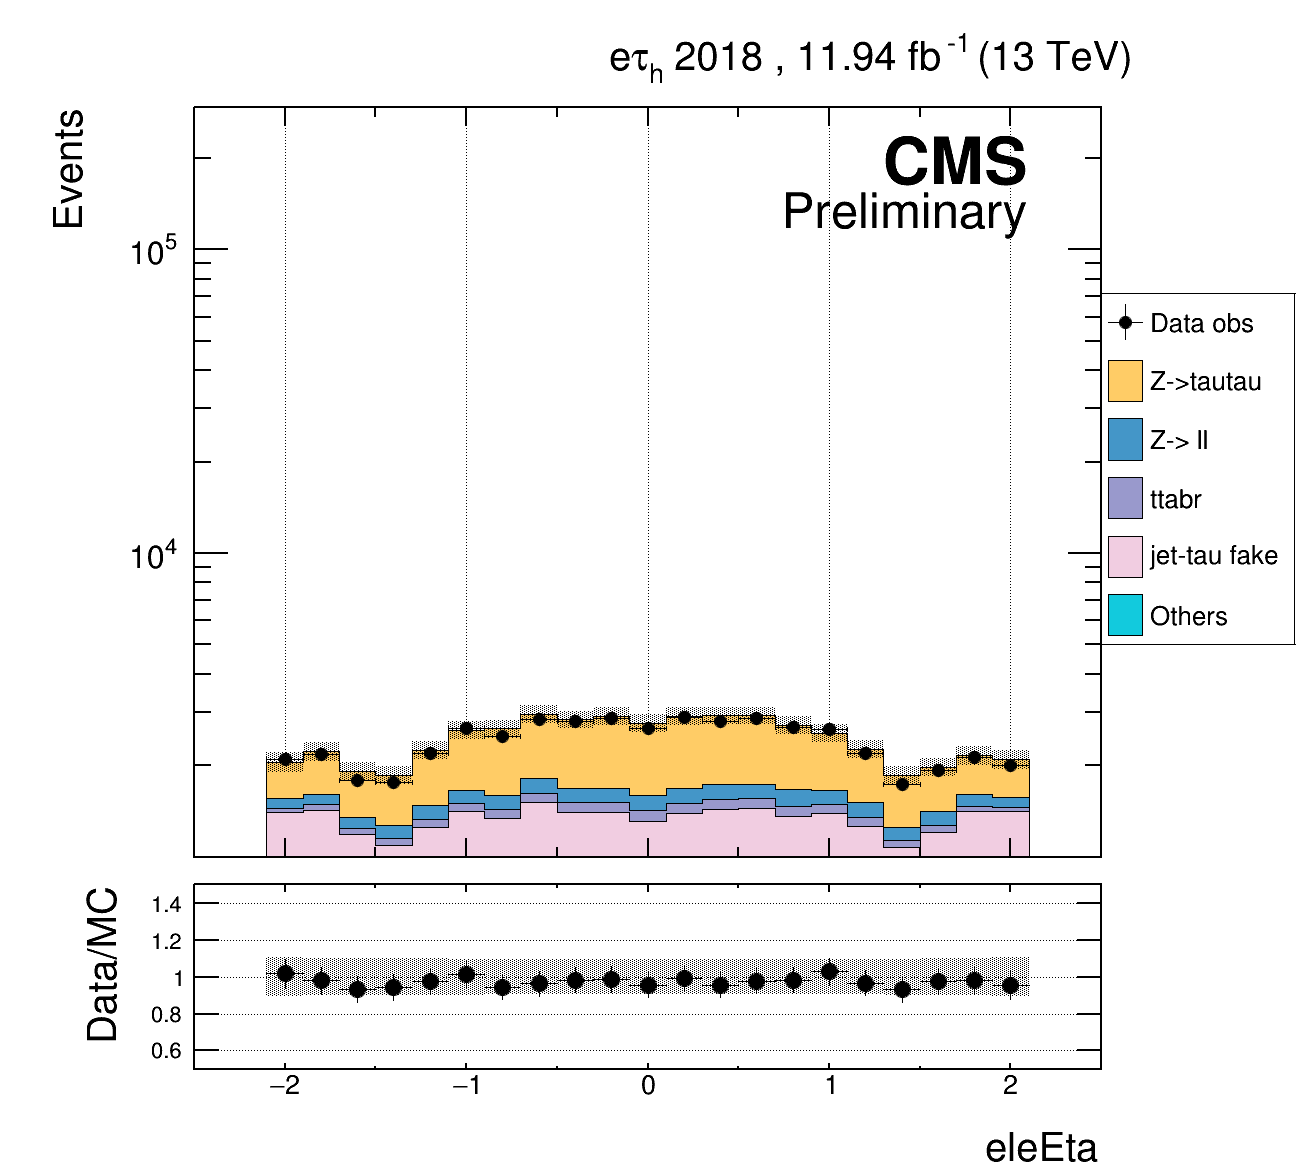 eτh 2018 , 11.94 fb-1 (13 TeV)
Events
CMS
Preliminary
10^5
10^4
Data obs
Z->tautau
Z-> ll
ttabr
jet-tau fake
Others
Data/MC
1.4
1.2
1
0.8
0.6
−2 −1 0 1 2
eleEta